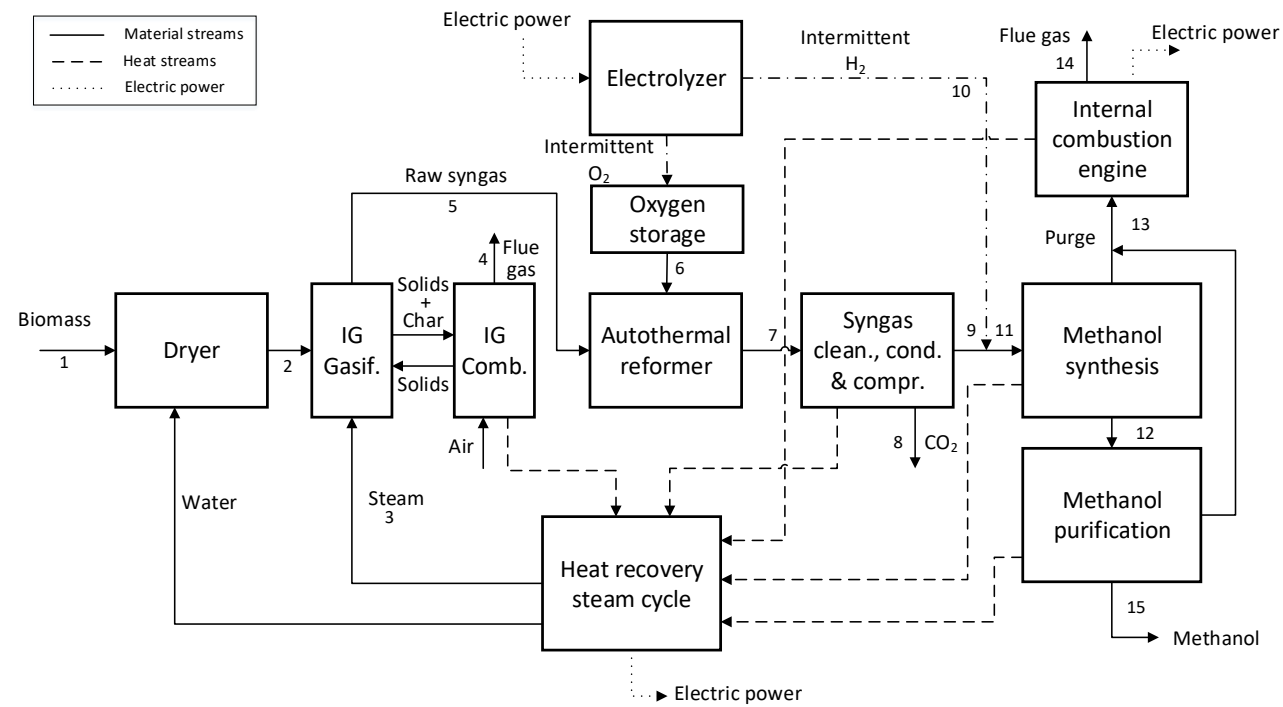 Material streams
Heat streams
Electric power
Electric power
Electrolyzer
Intermittent
H2
10
Flue gas
14
Electric power
Internal
combustion
engine
Intermittent
O2
Oxygen
storage
6
Raw syngas
5
4
Flue
gas
13
Purge
Biomass
1
Dryer
2
IG
Gasif.
Solids
+
Char
Solids
IG
Comb.
Air
Autothermal
reformer
7
Syngas
clean., cond.
& compr.
9
11
Methanol
synthesis
8
CO2
12
Water
Steam
3
Heat recovery
steam cycle
Methanol
purification
15
Methanol
Electric power